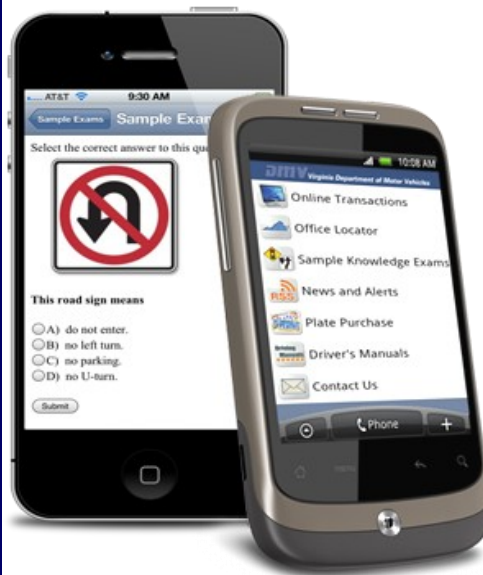 AT&T 9:30 AM
Sample Exams Sample Exa
Select the correct answer to this que
This road sign means
A) do not enter.
B) no left turn.
C) no parking.
D) no U-turn.
Submit
10:08 AM
DMV Virginia Department of Motor Vehicles
Online Transactions
Office Locator
Sample Knowledge Exams
RSS News and Alerts
Plate Purchase
Driver's Manuals
Contact Us
Phone